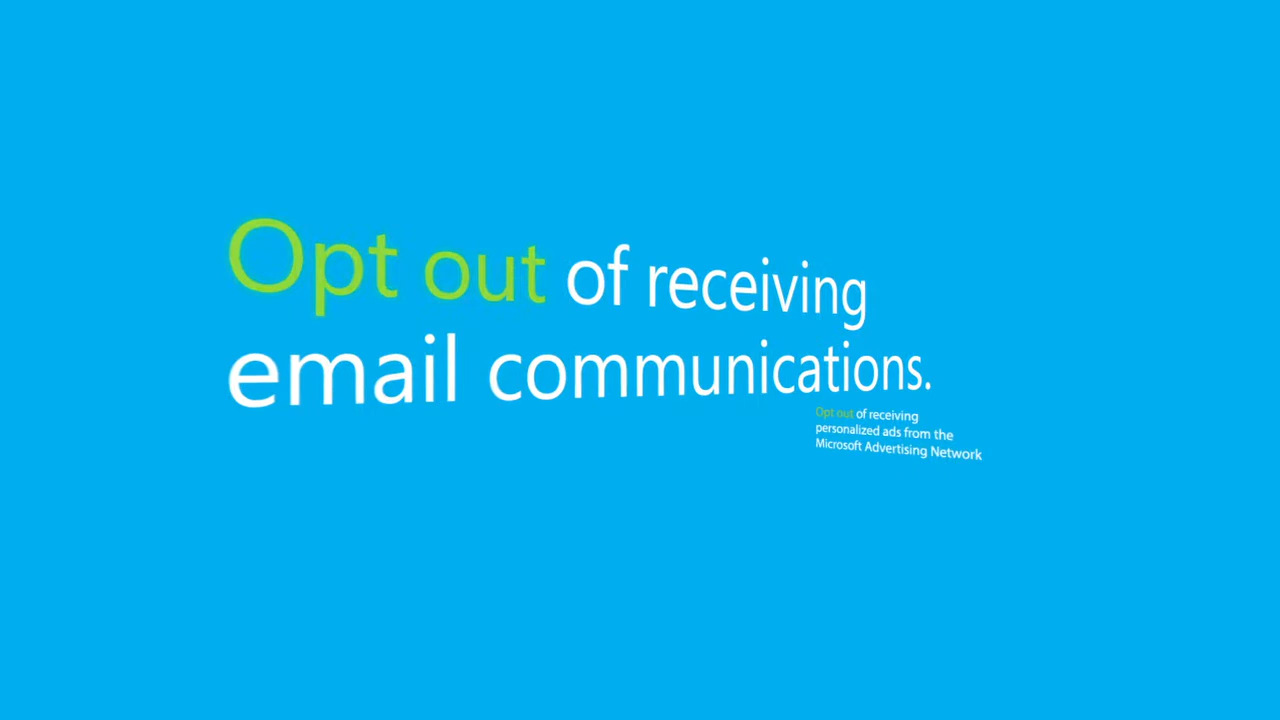 Opt out of receiving
email communications.
Opt out of receiving
personalized ads from the
Microsoft Advertising Network